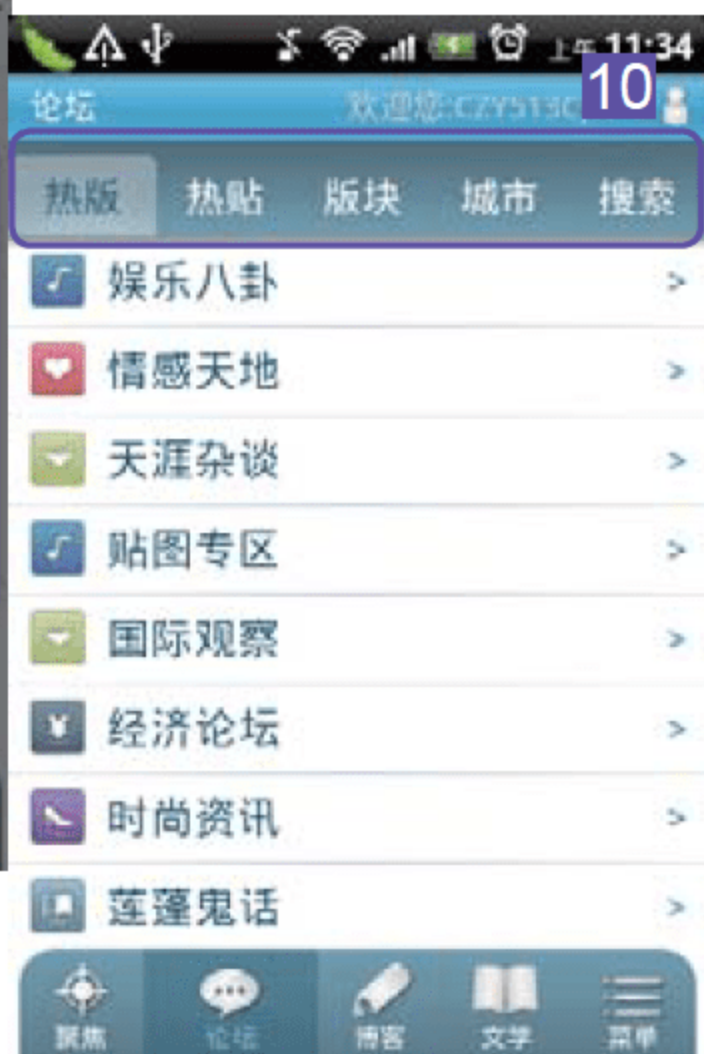 上午 11:34
10
论坛 欢迎您:CZY519
热版 热贴 版块 城市 搜索
娱乐八卦 >
情感天地 >
天涯杂谈 >
贴图专区 >
国际观察 >
经济论坛 >
时尚资讯 >
莲蓬鬼话 >
聚焦 论坛 博客 文学 菜单